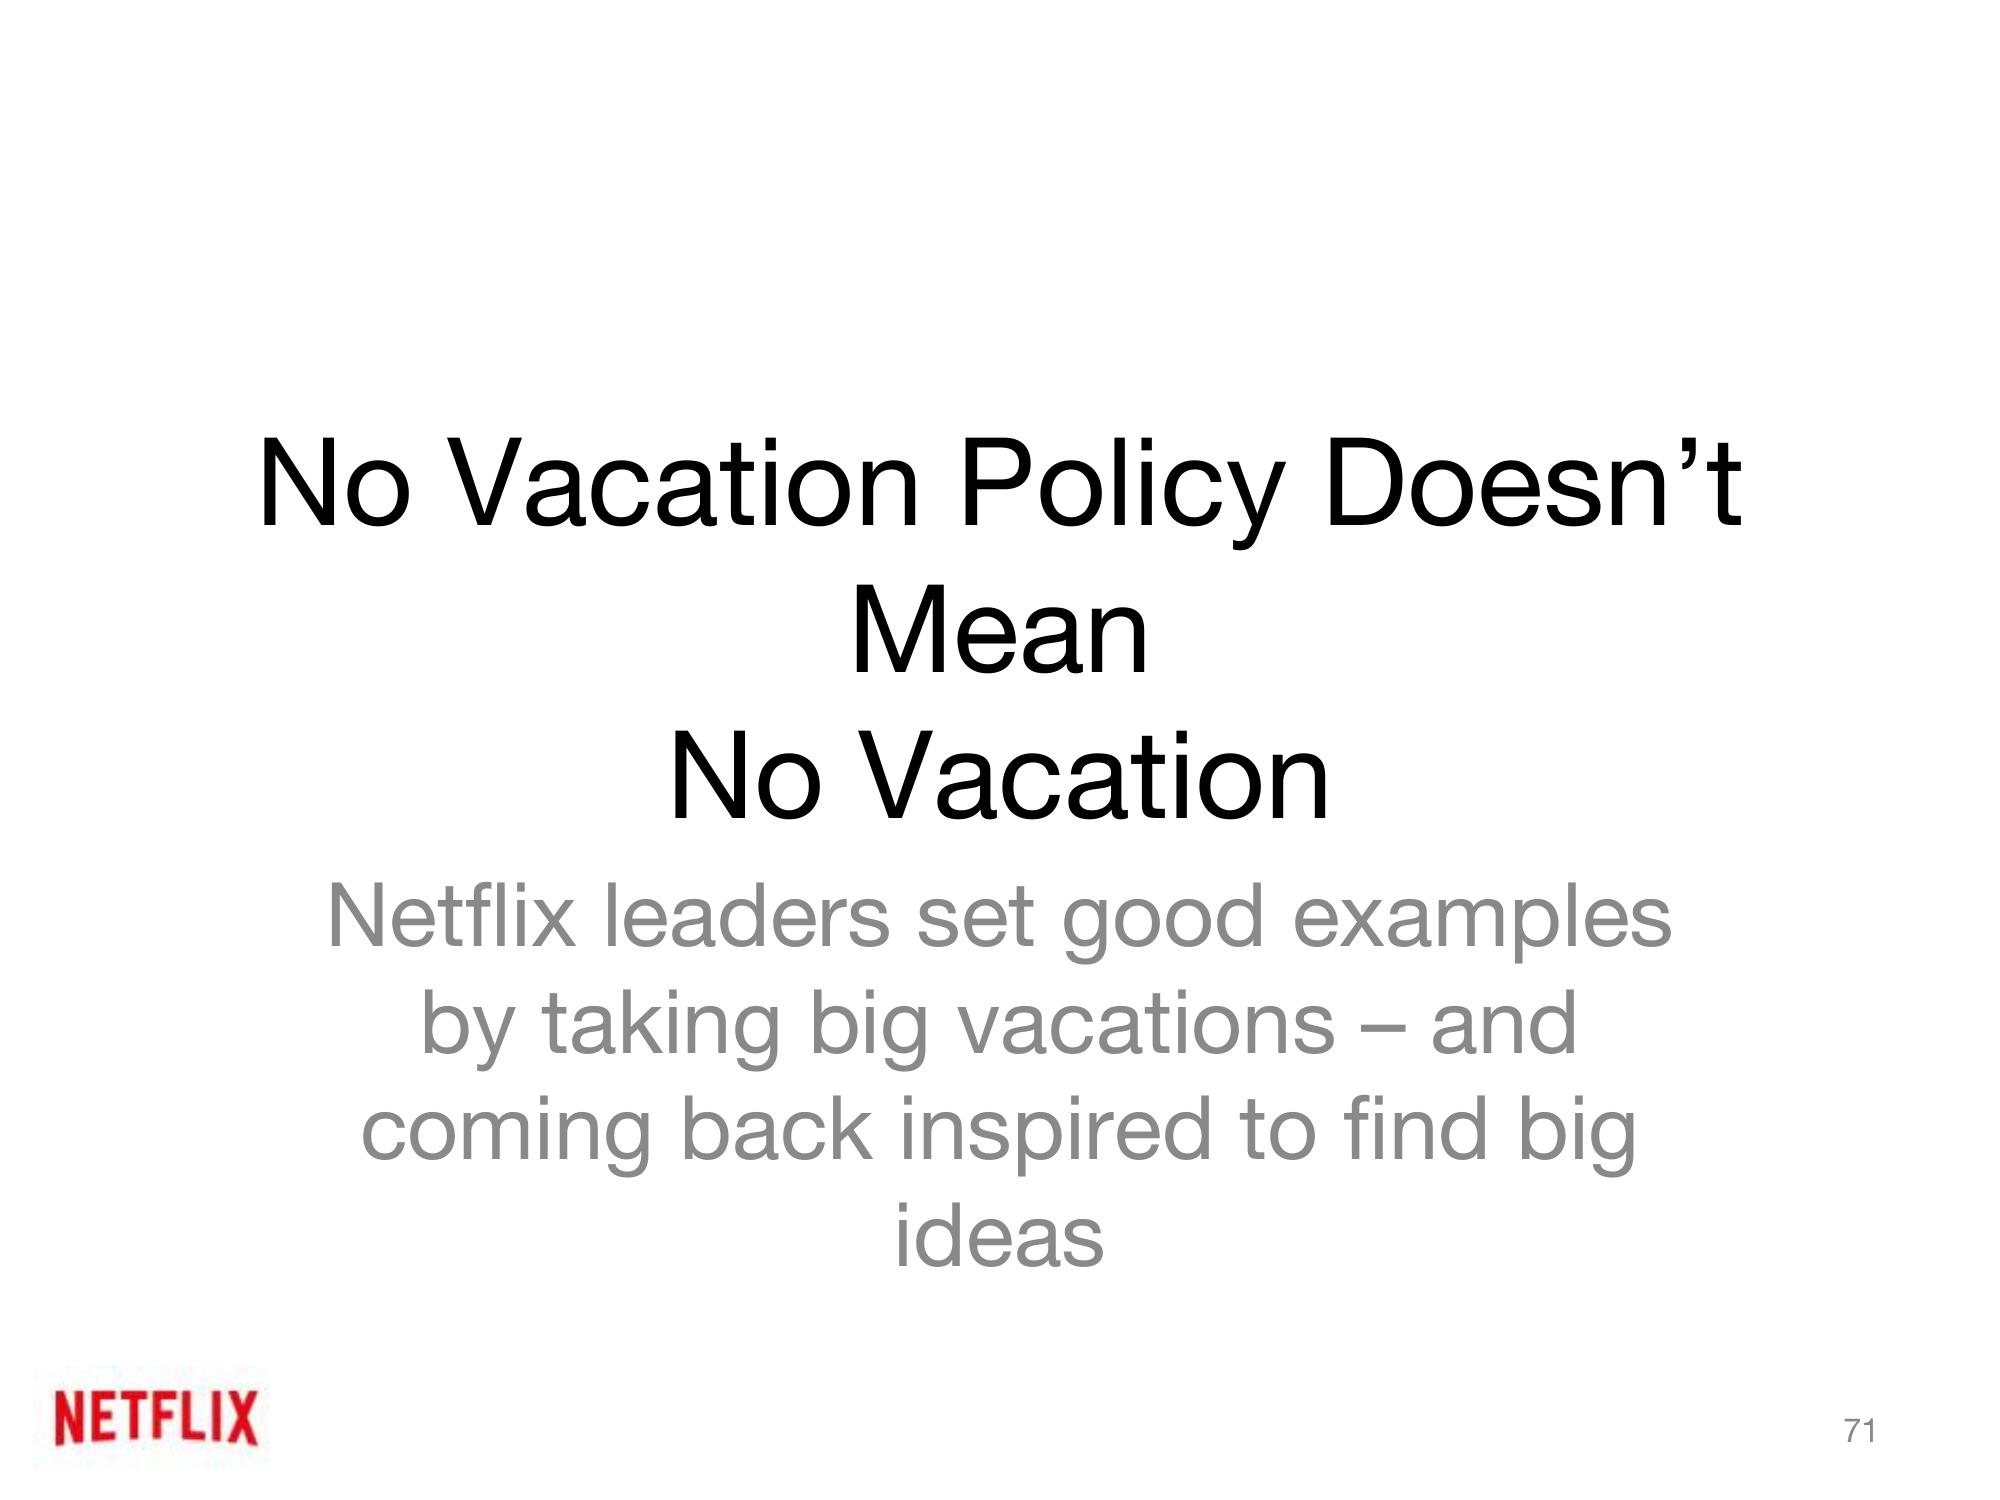 No Vacation Policy Doesn’t
Mean
No Vacation
Netflix leaders set good examples
by taking big vacations – and
coming back inspired to find big
ideas
NETFLIX
71